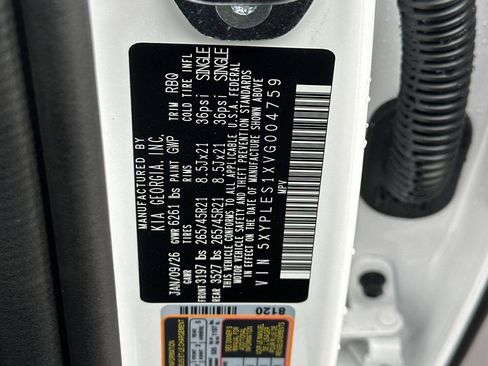 MANUFACTURED BY
KIA GEORGIA, INC.
JAN/09/26 GVWR 6261 lbs PAINT GWP TRIM RBQ
GAWR TIRES RIMS COLD TIRE INFL
FRONT 3197 lbs 265/45R21 8.5Jx21 36psi SINGLE
REAR 3527 lbs 265/45R21 8.5Jx21 36psi SINGLE
THIS VEHICLE CONFORMS TO ALL APPLICABLE U.S.A. FEDERAL
MOTOR VEHICLE SAFETY AND THEFT PREVENTION STANDARDS
IN EFFECT ON THE DATE OF MANUFACTURE SHOWN ABOVE
VIN 5XYPLES1XVG004759
MPV
8120